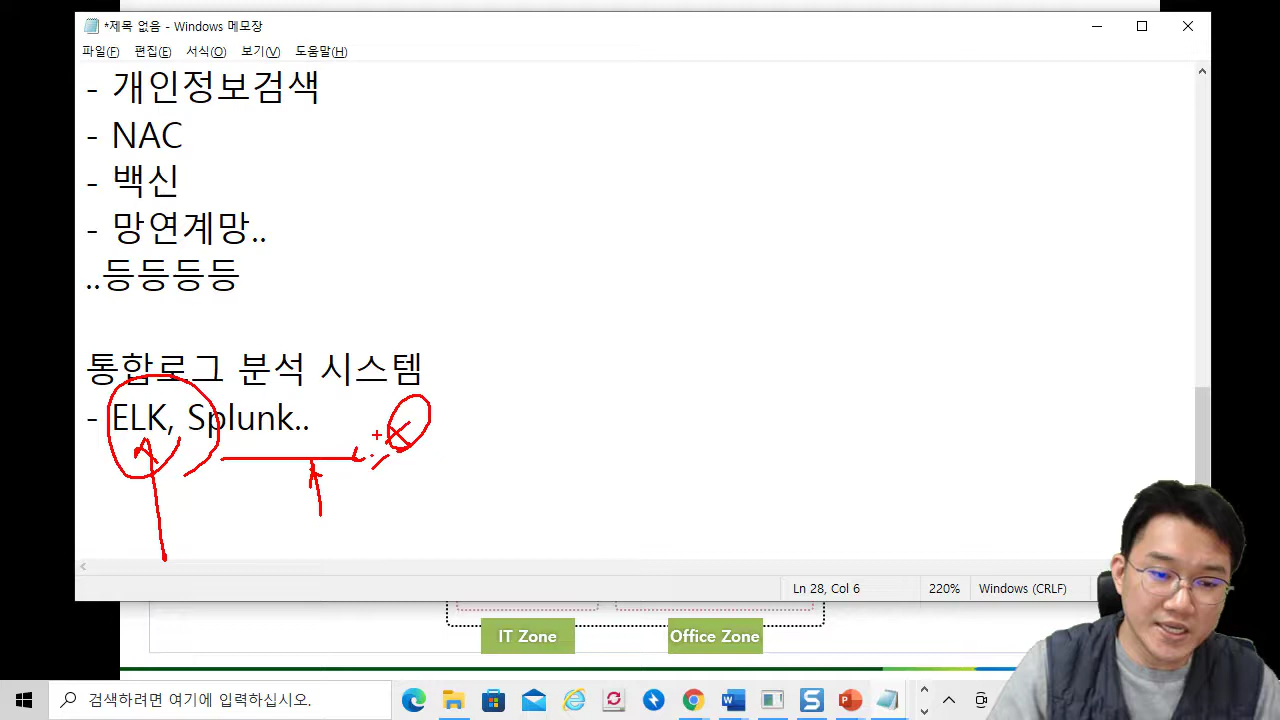 *제목 없음 - Windows 메모장
파일(F) 편집(E) 서식(O) 보기(V) 도움말(H)
- 개인정보검색
- NAC
- 백신
- 망연계망..
..등등등등
통합로그 분석 시스템
- ELK, Splunk..
Ln 28, Col 6 220% Windows (CRLF)
IT Zone Office Zone
검색하려면 여기에 입력하십시오.